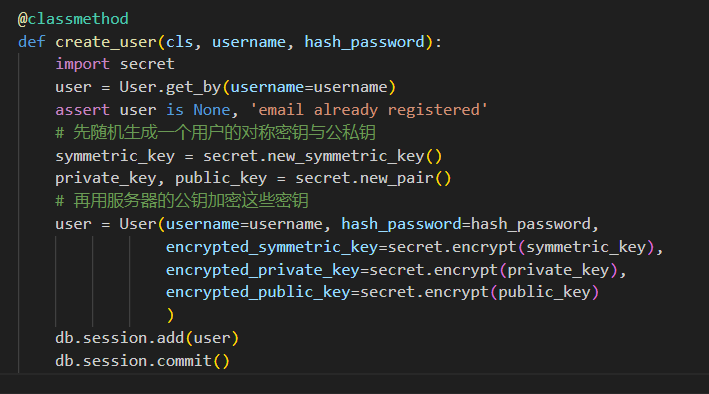 @classmethod
def create_user(cls, username, hash_password):
    import secret
    user = User.get_by(username=username)
    assert user is None, 'email already registered'
    # 先随机生成一个用户的对称密钥与公私钥
    symmetric_key = secret.new_symmetric_key()
    private_key, public_key = secret.new_pair()
    # 再用服务器的公钥加密这些密钥
    user = User(username=username, hash_password=hash_password,
                encrypted_symmetric_key=secret.encrypt(symmetric_key),
                encrypted_private_key=secret.encrypt(private_key),
                encrypted_public_key=secret.encrypt(public_key)
                )
    db.session.add(user)
    db.session.commit()